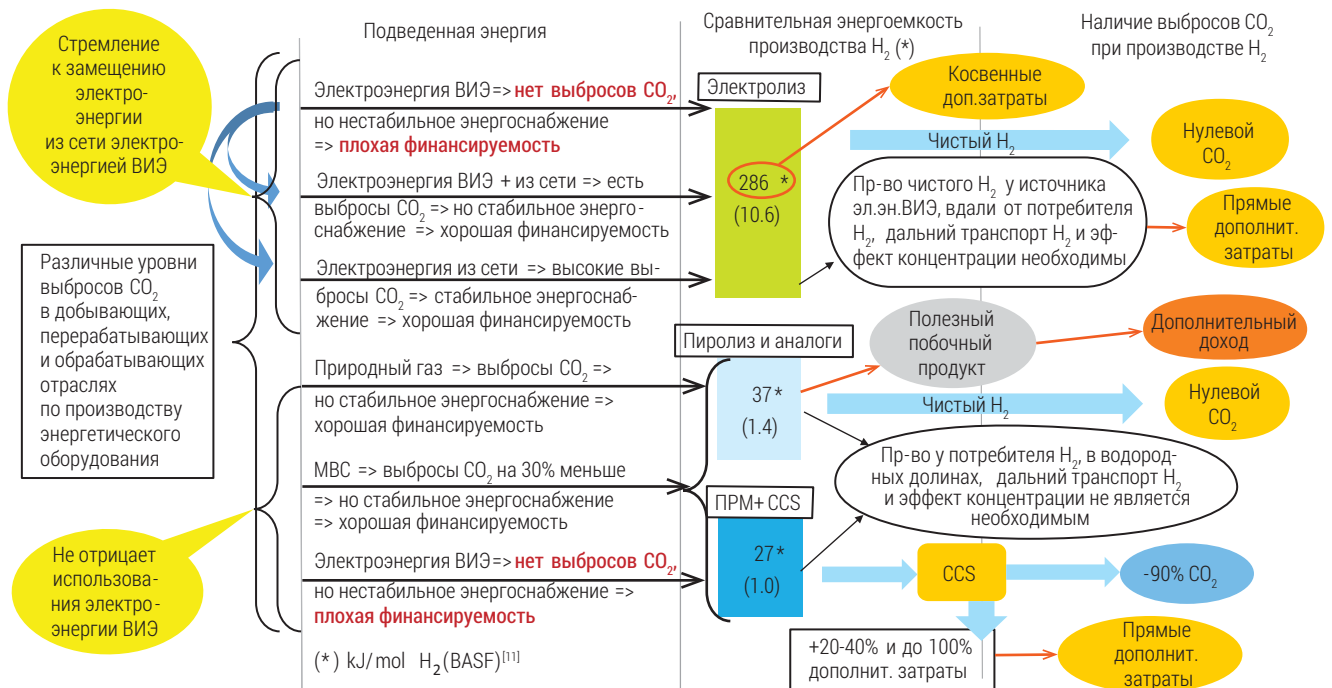 Стремление
к замещению
электро-
энергии
из сети электро-
энергией ВИЭ
Различные уровни
выбросов CO₂
в добывающих,
перерабатывающих
и обрабатывающих
отраслях
по производству
энергетического
оборудования
Не отрицает
использова-
ния электро-
энергии ВИЭ
Подведенная энергия
Электроэнергия ВИЭ=> нет выбросов CO₂,
но нестабильное энергоснабжение
=> плохая финансируемость
Электроэнергия ВИЭ + из сети => есть
выбросы CO₂ => но стабильное энерго-
снабжение => хорошая финансируемость
Электроэнергия из сети => высокие вы-
бросы CO₂ => стабильное энергоснаб-
жение => хорошая финансируемость
Природный газ => выбросы CO₂ =>
но стабильное энергоснабжение =>
хорошая финансируемость
МВС => выбросы CO₂ на 30% меньше
=> но стабильное энергоснабжение
=> хорошая финансируемость
Электроэнергия ВИЭ=> нет выбросов CO₂,
но нестабильное энергоснабжение =>
плохая финансируемость
(*) kJ/mol H₂(BASF)[11]
Сравнительная энергоемкость
производства H₂ (*)
Электролиз
286 *
(10.6)
Пиролиз и аналоги
37*
(1.4)
ПРМ+ CCS
27*
(1.0)
Наличие выбросов CO₂
при производстве H₂
Косвенные
доп.затраты
Чистый H₂
Нулевой
CO₂
Пр-во чистого H₂ у источника
эл.эн.ВИЭ, вдали от потребителя
H₂, дальний транспорт H₂ и эф-
фект концентрации необходимы
Прямые
дополнит.
затраты
Полезный
побочный
продукт
Дополнительный
доход
Чистый H₂
Нулевой
CO₂
Пр-во у потребителя H₂, в водород-
ных долинах, дальний транспорт H₂
и эффект концентрации не является
необходимым
CCS
-90% CO₂
+20-40% и до 100%
дополнит. затраты
Прямые
дополнит.
затраты